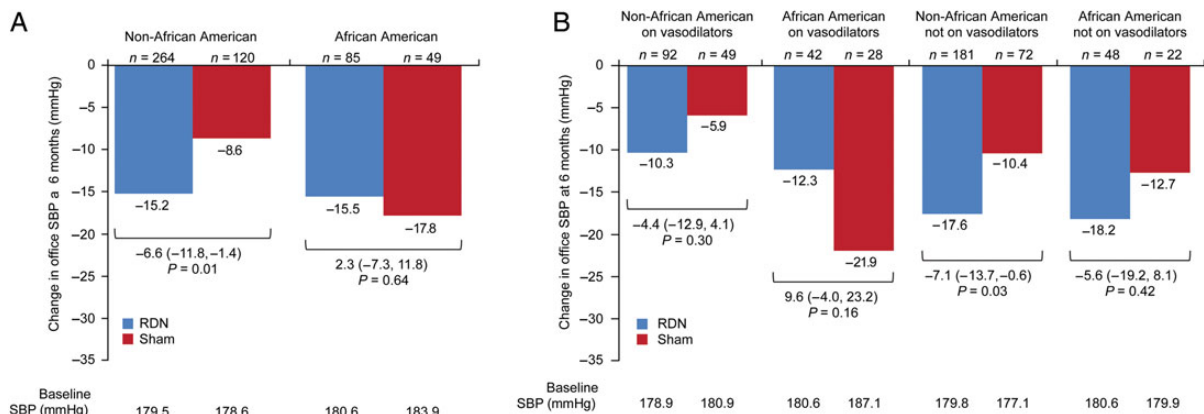 A
Non-African American African American
n = 264 n = 120 n = 85 n = 49
Change in office SBP a 6 months (mmHg)
0
−5
−10
−15
−20
−25
−30
−35
−8.6
−15.2
−15.5
−17.8
−6.6 (−11.8, −1.4)
P = 0.01
2.3 (−7.3, 11.8)
P = 0.64
RDN
Sham
Baseline
SBP (mmHg) 179.5 178.6 180.6 183.9
B
Non-African American
on vasodilators
African American
on vasodilators
Non-African American
not on vasodilators
African American
not on vasodilators
n = 92 n = 49 n = 42 n = 28 n = 181 n = 72 n = 48 n = 22
Change in office SBP at 6 months (mmHg)
0
−5
−10
−15
−20
−25
−30
−35
−5.9
−10.3
−12.3
−21.9
−10.4
−17.6
−12.7
−18.2
−4.4 (−12.9, 4.1)
P = 0.30
9.6 (−4.0, 23.2)
P = 0.16
−7.1 (−13.7, −0.6)
P = 0.03
−5.6 (−19.2, 8.1)
P = 0.42
RDN
Sham
Baseline
SBP (mmHg) 178.9 180.9 180.6 187.1 179.8 177.1 180.6 179.9